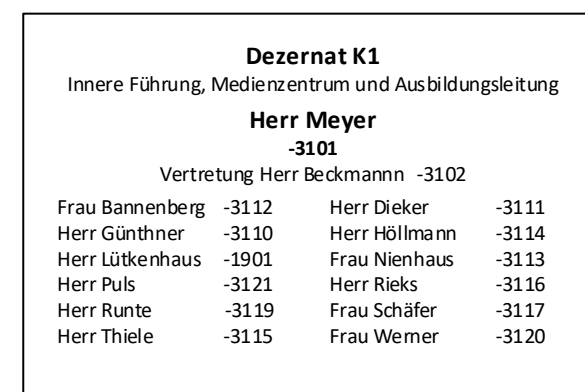 Dezernat K1
Innere Führung, Medienzentrum und Ausbildungsleitung
Herr Meyer
-3101
Vertretung Herr Beckmannn -3102
Frau Bannenberg -3112 Herr Dieker -3111
Herr Günthner -3110 Herr Höllmann -3114
Herr Lütkenhaus -1901 Frau Nienhaus -3113
Herr Puls -3121 Herr Rieks -3116
Herr Runte -3119 Frau Schäfer -3117
Herr Thiele -3115 Frau Werner -3120